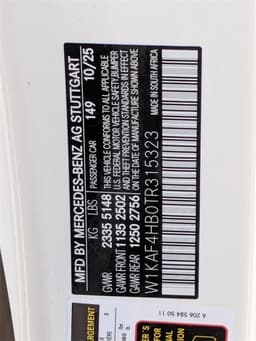 MFD BY MERCEDES-BENZ AG STUTTGART
PASSENGER CAR 149 10/25
KG LBS
GWR 2335 5148
GAWR FRONT 1135 2502
GAWR REAR 1250 2756
THIS VEHICLE CONFORMS TO ALL APPLICABLE
U.S. FEDERAL MOTOR VEHICLE SAFETY, BUMPER
AND THEFT PREVENTION STANDARDS IN EFFECT
ON THE DATE OF MANUFACTURE SHOWN ABOVE
MADE IN SOUTH AFRICA
W1KAF4HB0TR315323
A 206 584 50 11